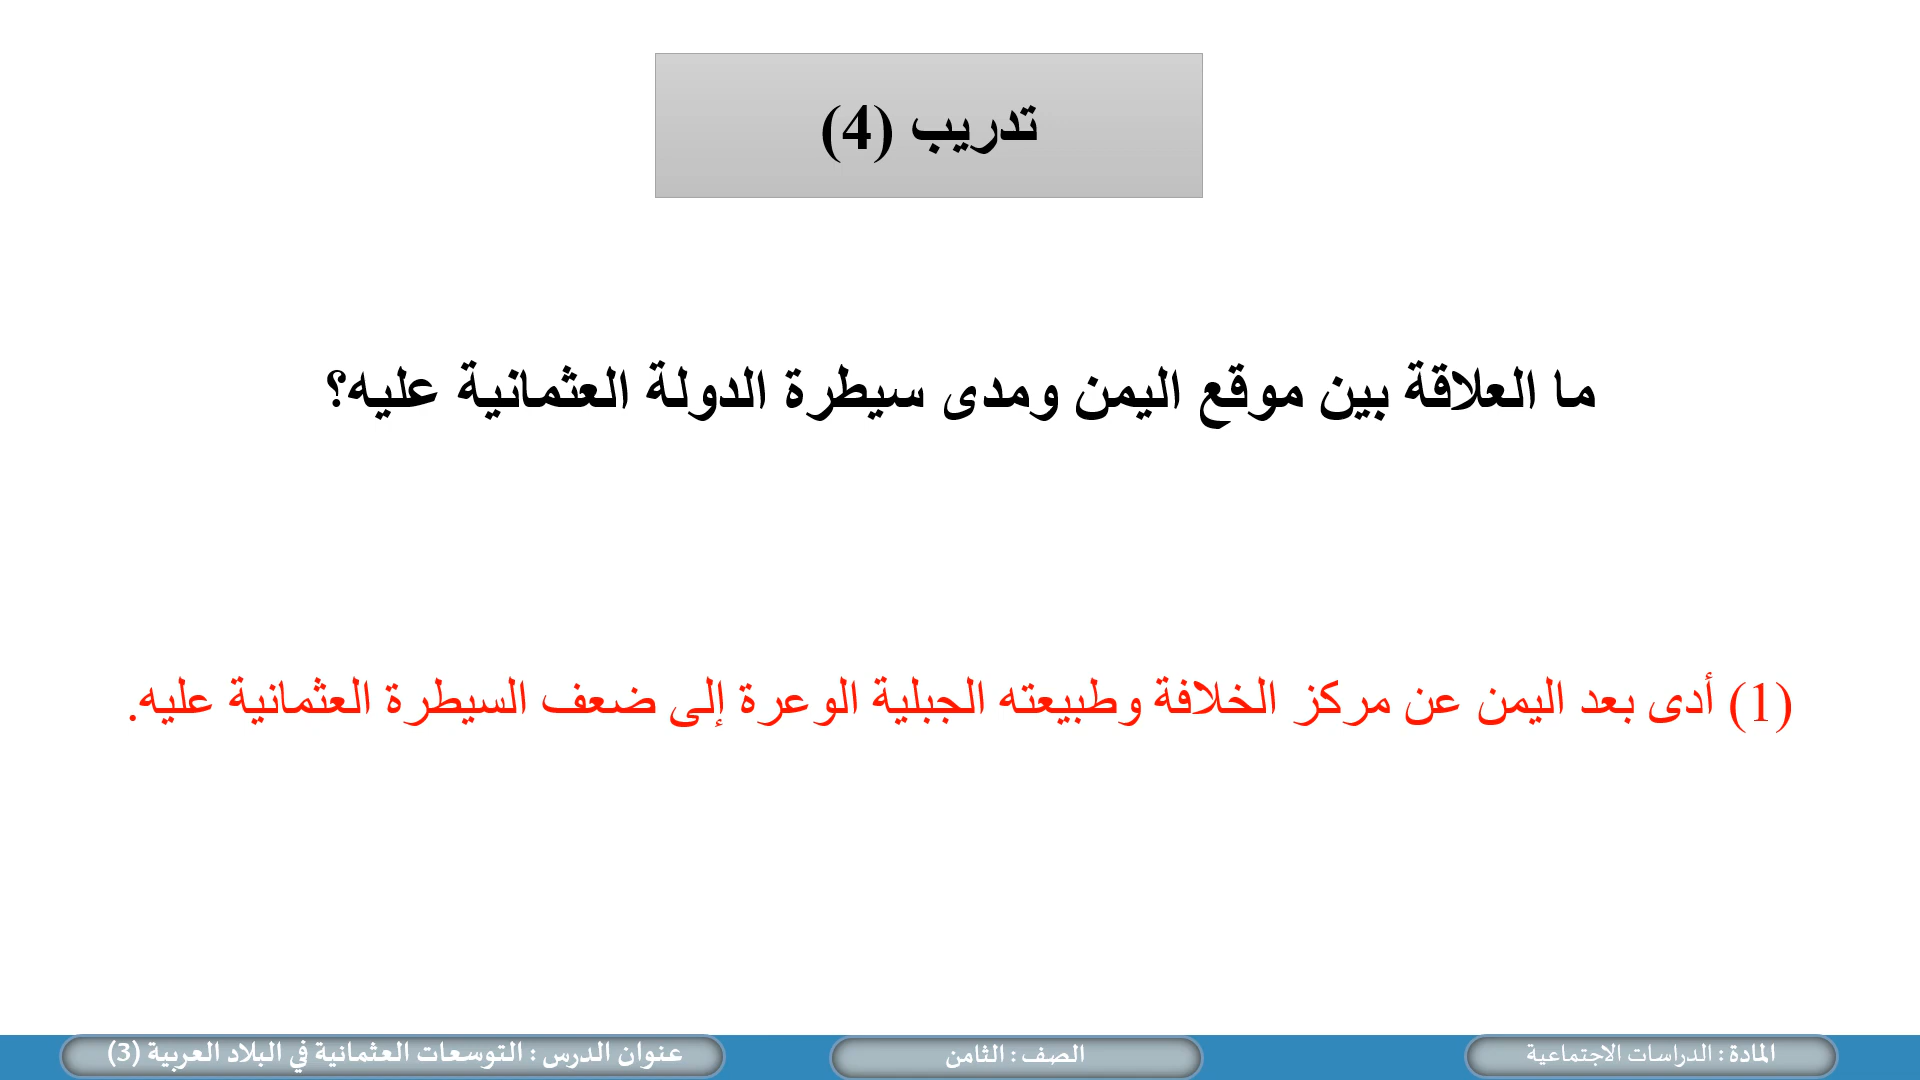 تدريب (4)
ما العلاقة بين موقع اليمن ومدى سيطرة الدولة العثمانية عليه؟
(1) أدى بعد اليمن عن مركز الخلافة وطبيعته الجبلية الوعرة إلى ضعف السيطرة العثمانية عليه.
المادة : الدراسات الاجتماعية
الصف : الثامن
عنوان الدرس : التوسعات العثمانية في البلاد العربية (3)